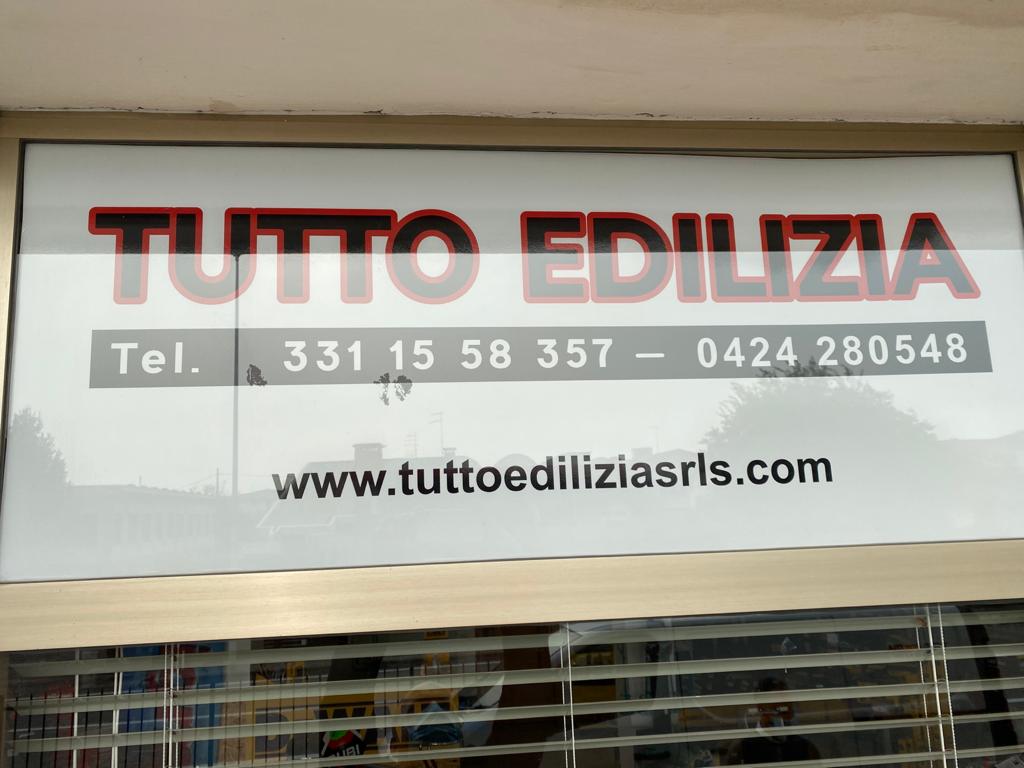 TUTTO EDILIZIA
Tel. 331 15 58 357 – 0424 280548
www.tuttoediliziasrls.com